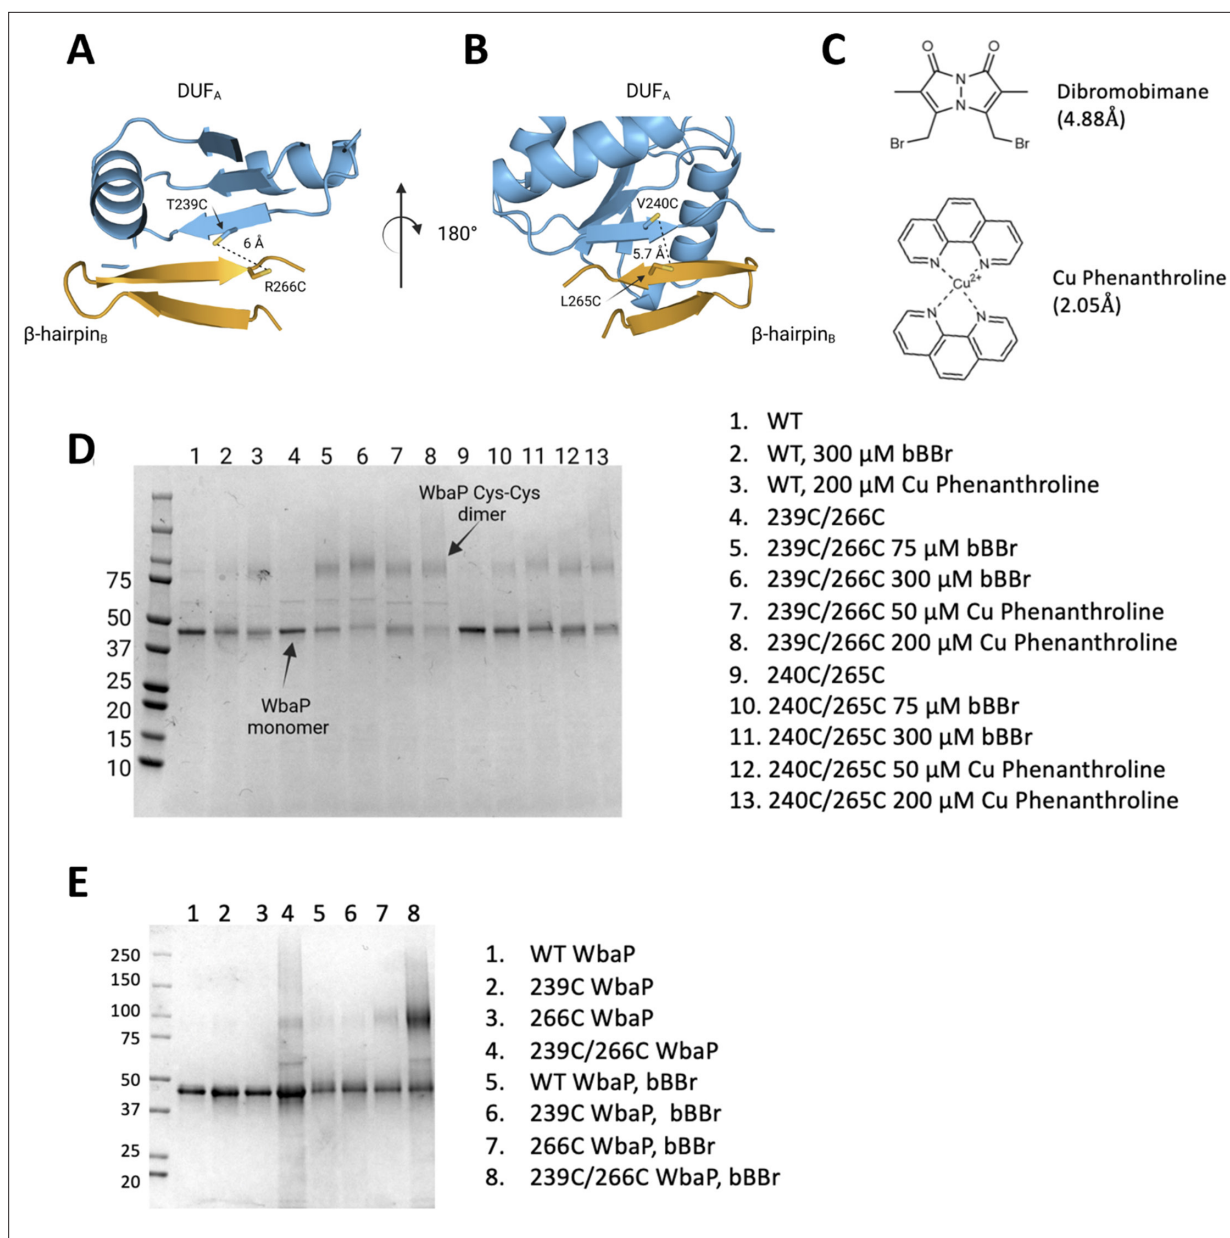 A
B
C
DUFA
DUFA
T239C
6 Å
R266C
β-hairpinB
180°
V240C
5.7 Å
L265C
β-hairpinB
O
O
N
N
Br
Br
Dibromobimane
(4.88Å)
N
N
Cu2+
N
N
Cu Phenanthroline
(2.05Å)
D
1 2 3 4 5 6 7 8 9 10 11 12 13
WbaP Cys-Cys
dimer
75
50
37
25
20
15
10
WbaP
monomer
1. WT
2. WT, 300 µM bBBr
3. WT, 200 µM Cu Phenanthroline
4. 239C/266C
5. 239C/266C 75 µM bBBr
6. 239C/266C 300 µM bBBr
7. 239C/266C 50 µM Cu Phenanthroline
8. 239C/266C 200 µM Cu Phenanthroline
9. 240C/265C
10. 240C/265C 75 µM bBBr
11. 240C/265C 300 µM bBBr
12. 240C/265C 50 µM Cu Phenanthroline
13. 240C/265C 200 µM Cu Phenanthroline
E
1 2 3 4 5 6 7 8
250
150
100
75
50
37
25
20
1. WT WbaP
2. 239C WbaP
3. 266C WbaP
4. 239C/266C WbaP
5. WT WbaP, bBBr
6. 239C WbaP, bBBr
7. 266C WbaP, bBBr
8. 239C/266C WbaP, bBBr